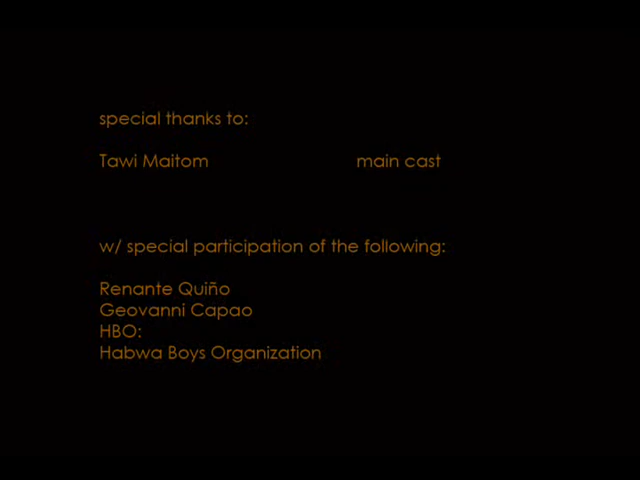 special thanks to:
Tawi Maitom main cast
w/ special participation of the following:
Renante Quiño
Geovanni Capao
HBO:
Habwa Boys Organization